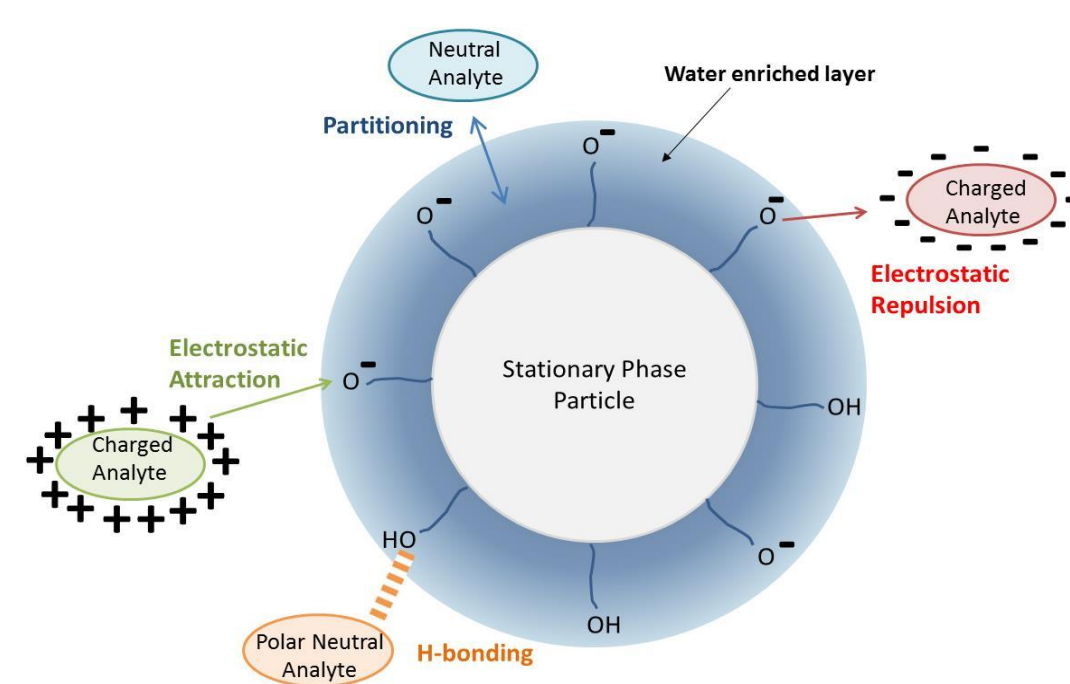 Neutral
Analyte
Water enriched layer
Partitioning
O-
O-
O-
Charged
Analyte
Electrostatic
Repulsion
Electrostatic
Attraction
O-
Stationary Phase
Particle
OH
Charged
Analyte
HO
O-
OH
Polar Neutral
Analyte
H-bonding